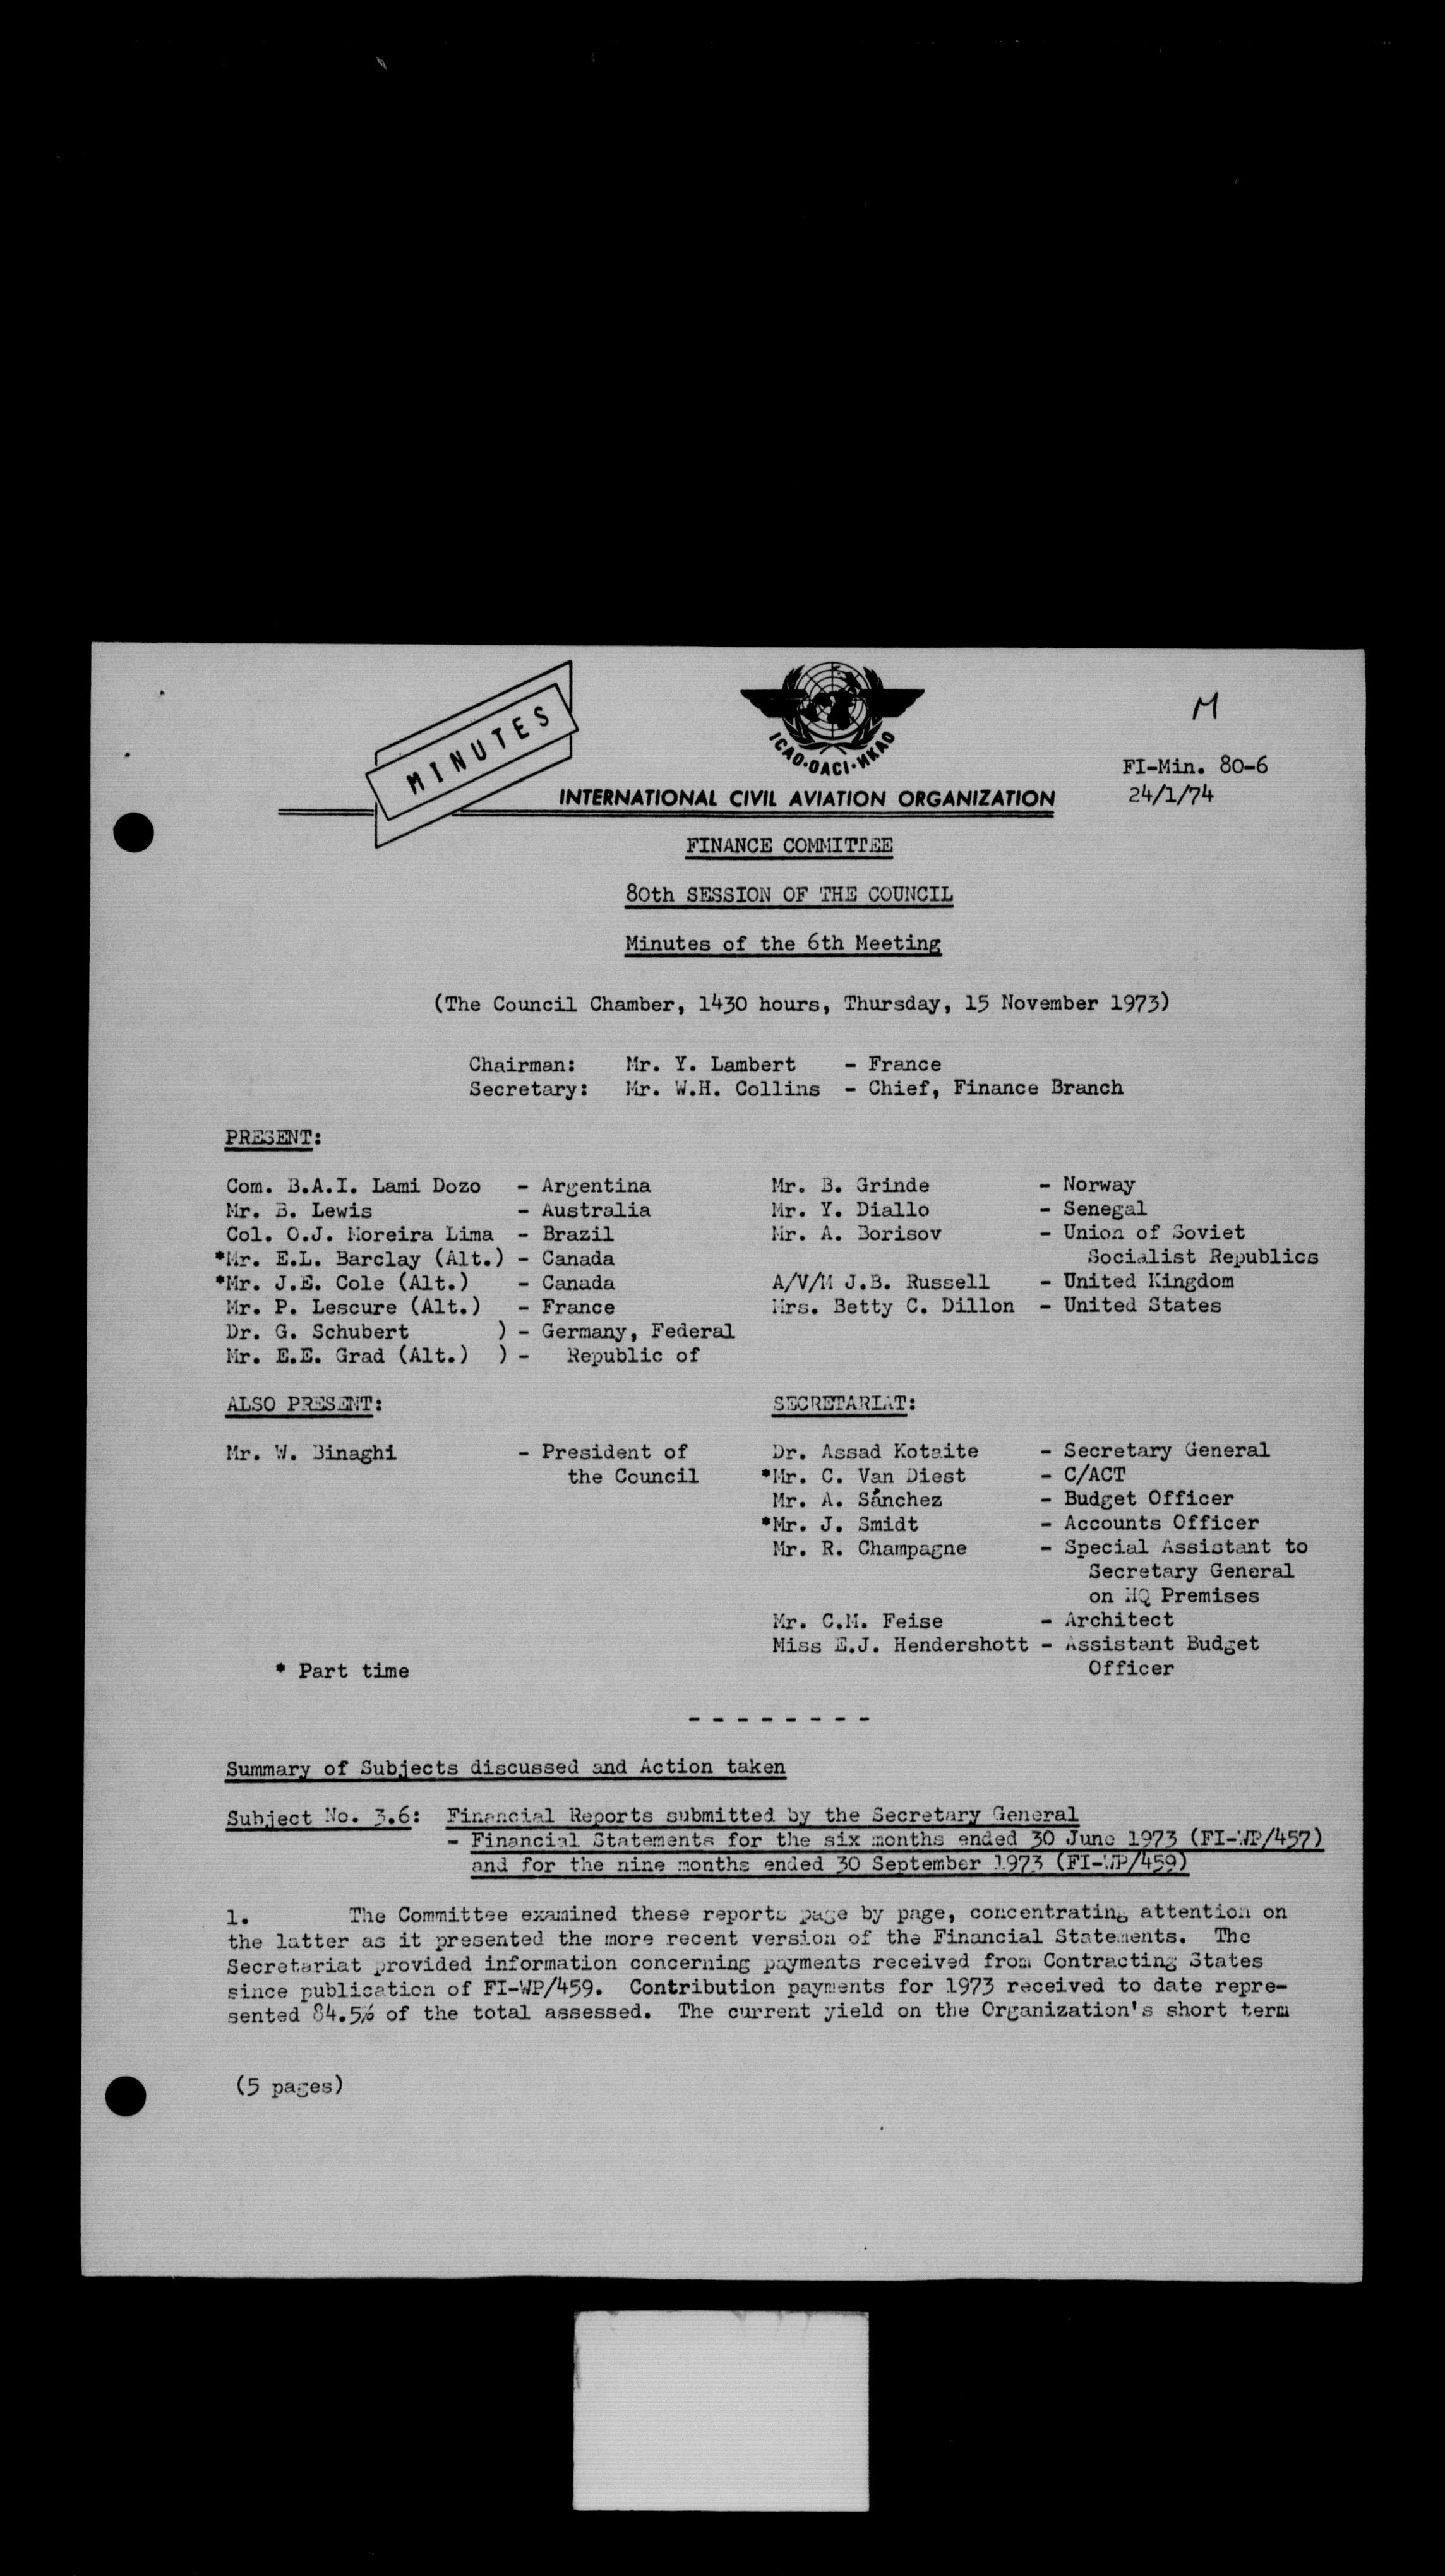 MINUTES
ICAO·OACI·ИКАО
M
FI-Min. 80-6
24/1/74
INTERNATIONAL CIVIL AVIATION ORGANIZATION
FINANCE COMMITTEE
80th SESSION OF THE COUNCIL
Minutes of the 6th Meeting
(The Council Chamber, 1430 hours, Thursday, 15 November 1973)
Chairman: Mr. Y. Lambert - France
Secretary: Mr. W.H. Collins - Chief, Finance Branch
PRESENT:
Com. B.A.I. Lami Dozo - Argentina
Mr. B. Lewis - Australia
Col. O.J. Moreira Lima - Brazil
*Mr. E.L. Barclay (Alt.) - Canada
*Mr. J.E. Cole (Alt.) - Canada
Mr. P. Lescure (Alt.) - France
Dr. G. Schubert ) - Germany, Federal
Mr. E.E. Grad (Alt.) ) - Republic of
Mr. B. Grinde - Norway
Mr. Y. Diallo - Senegal
Mr. A. Borisov - Union of Soviet
Socialist Republics
A/V/M J.B. Russell - United Kingdom
Mrs. Betty C. Dillon - United States
ALSO PRESENT:
Mr. W. Binaghi - President of
the Council
SECRETARIAT:
Dr. Assad Kotaite - Secretary General
*Mr. C. Van Diest - C/ACT
Mr. A. Sánchez - Budget Officer
*Mr. J. Smidt - Accounts Officer
Mr. R. Champagne - Special Assistant to
Secretary General
on HQ Premises
Mr. C.M. Feise - Architect
Miss E.J. Hendershott - Assistant Budget
Officer
* Part time
- - - - - - - -
Summary of Subjects discussed and Action taken
Subject No. 3.6: Financial Reports submitted by the Secretary General
- Financial Statements for the six months ended 30 June 1973 (FI-WP/457)
and for the nine months ended 30 September 1973 (FI-WP/459)
1. The Committee examined these reports page by page, concentrating attention on
the latter as it presented the more recent version of the Financial Statements. The
Secretariat provided information concerning payments received from Contracting States
since publication of FI-WP/459. Contribution payments for 1973 received to date repre-
sented 84.5% of the total assessed. The current yield on the Organization's short term
(5 pages)